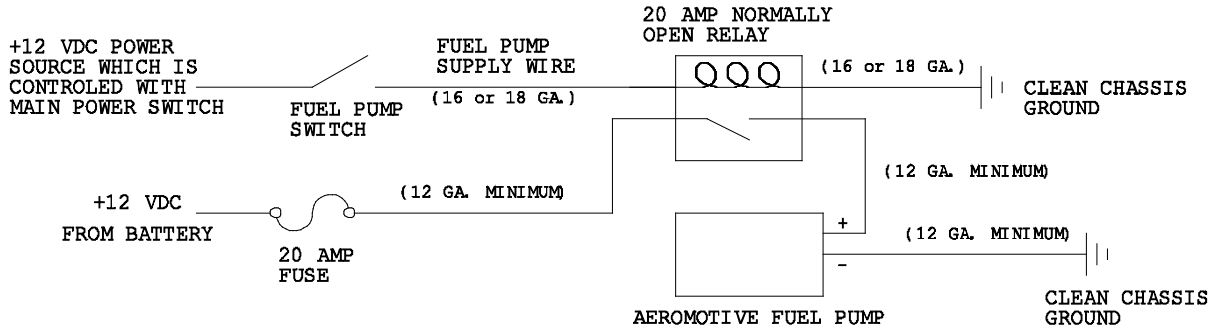 +12 VDC POWER
SOURCE WHICH IS
CONTROLED WITH
MAIN POWER SWITCH
FUEL PUMP
SWITCH
FUEL PUMP
SUPPLY WIRE
(16 or 18 GA.)
20 AMP NORMALLY
OPEN RELAY
(16 or 18 GA.)
CLEAN CHASSIS
GROUND
+12 VDC
FROM BATTERY
20 AMP
FUSE
(12 GA. MINIMUM)
(12 GA. MINIMUM)
+
-
(12 GA. MINIMUM)
CLEAN CHASSIS
GROUND
AEROMOTIVE FUEL PUMP